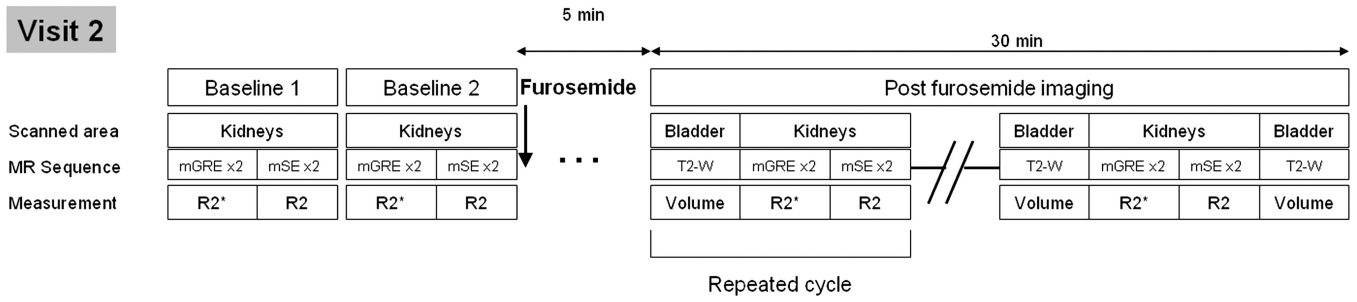 Visit 2
5 min
30 min
Baseline 1 Baseline 2 Furosemide Post furosemide imaging
Scanned area Kidneys Kidneys Bladder Kidneys Bladder Kidneys Bladder
MR Sequence mGRE x2 mSE x2 mGRE x2 mSE x2 ... T2-W mGRE x2 mSE x2 T2-W mGRE x2 mSE x2 T2-W
Measurement R2* R2 R2* R2 Volume R2* R2 Volume R2* R2 Volume
Repeated cycle